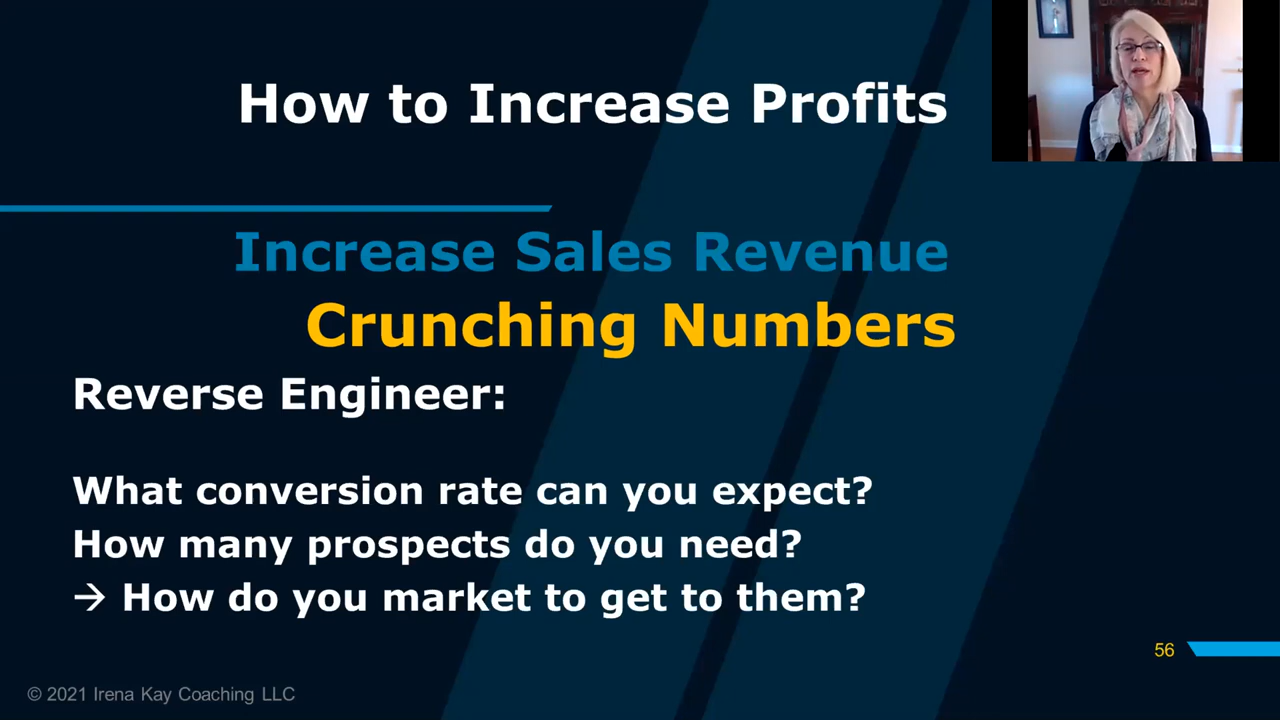 How to Increase Profits
Increase Sales Revenue
Crunching Numbers
Reverse Engineer:
What conversion rate can you expect?
How many prospects do you need?
→ How do you market to get to them?
56
© 2021 Irena Kay Coaching LLC